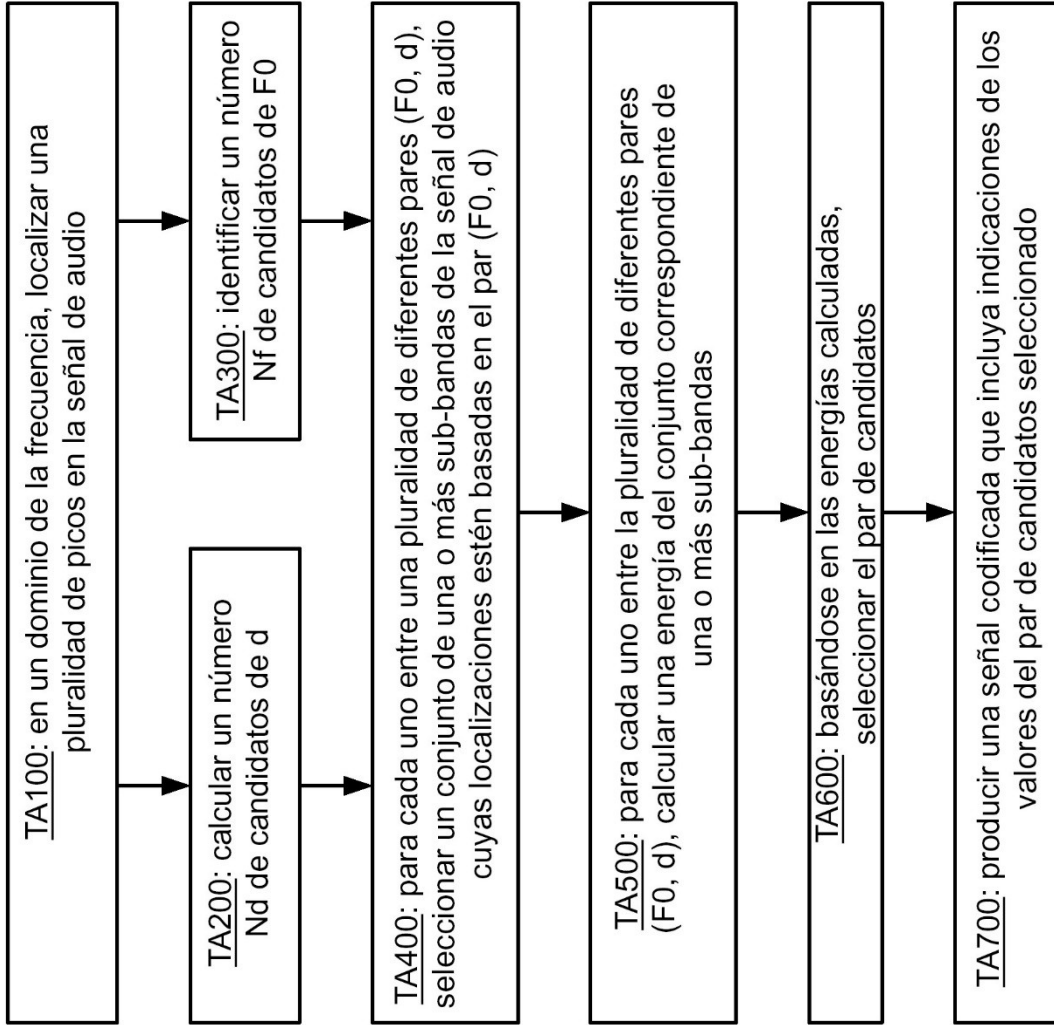 TA100: en un dominio de la frecuencia, localizar una
pluralidad de picos en la señal de audio
TA200: calcular un número
Nd de candidatos de d
TA300: identificar un número
Nf de candidatos de F0
TA400: para cada uno entre una pluralidad de diferentes pares (F0, d),
seleccionar un conjunto de una o más sub-bandas de la señal de audio
cuyas localizaciones estén basadas en el par (F0, d)
TA500: para cada uno entre la pluralidad de diferentes pares
(F0, d), calcular una energía del conjunto correspondiente de
una o más sub-bandas
TA600: basándose en las energías calculadas,
seleccionar el par de candidatos
TA700: producir una señal codificada que incluya indicaciones de los
valores del par de candidatos seleccionado